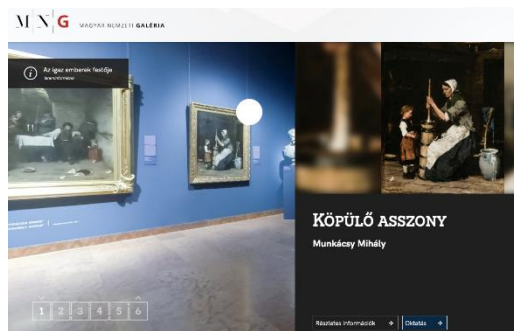 MNG
MAGYAR NEMZETI GALÉRIA
Az igaz emberek festője
KÖPÜLŐ ASSZONY
Munkácsy Mihály
1 2 3 4 5 6
Részletes információk
Oktatás